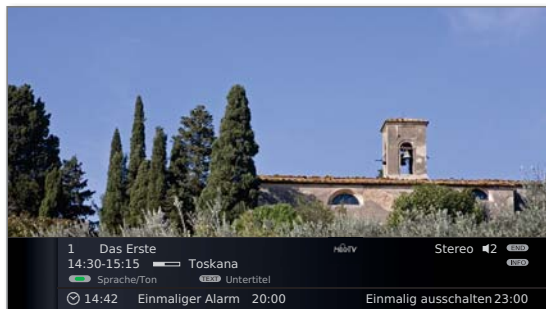 1 Das Erste HbbTV Stereo 2 END
14:30-15:15 Toskana INFO
Sprache/Ton TEXT Untertitel
14:42 Einmaliger Alarm 20:00 Einmalig ausschalten 23:00